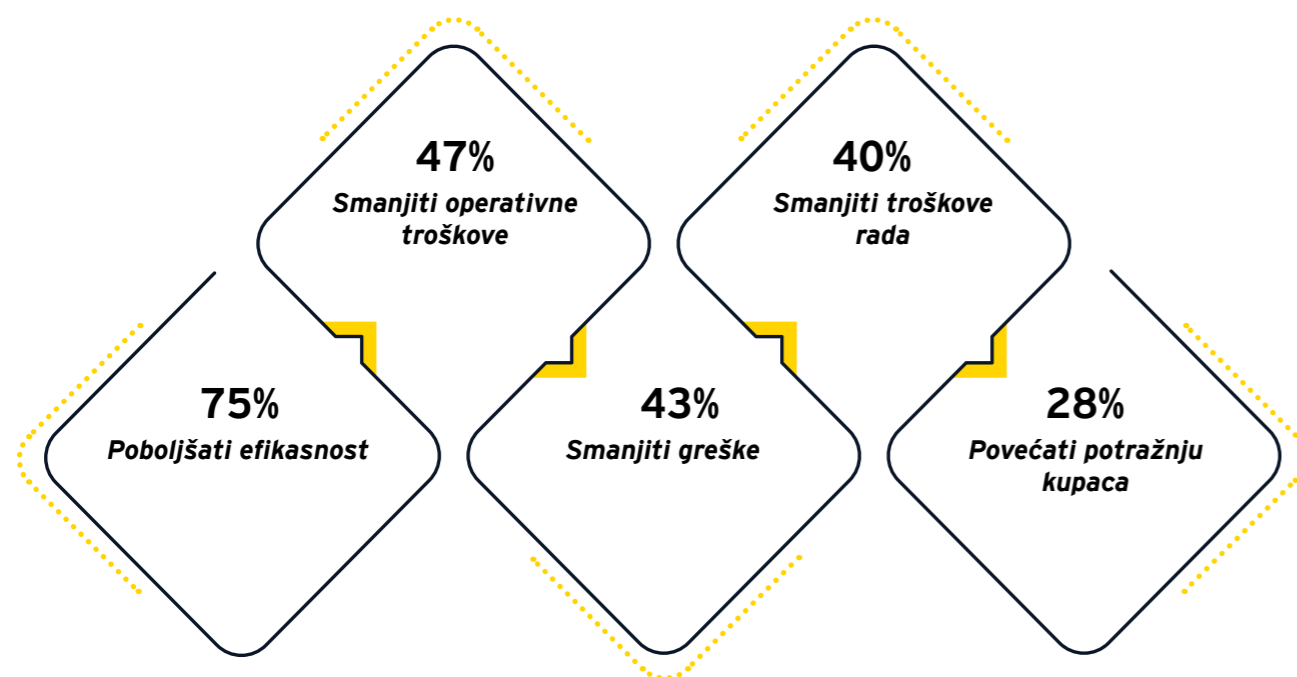 47%
Smanjiti operativne
troškove
40%
Smanjiti troškove
rada
75%
Poboljšati efikasnost
43%
Smanjiti greške
28%
Povećati potražnju
kupaca